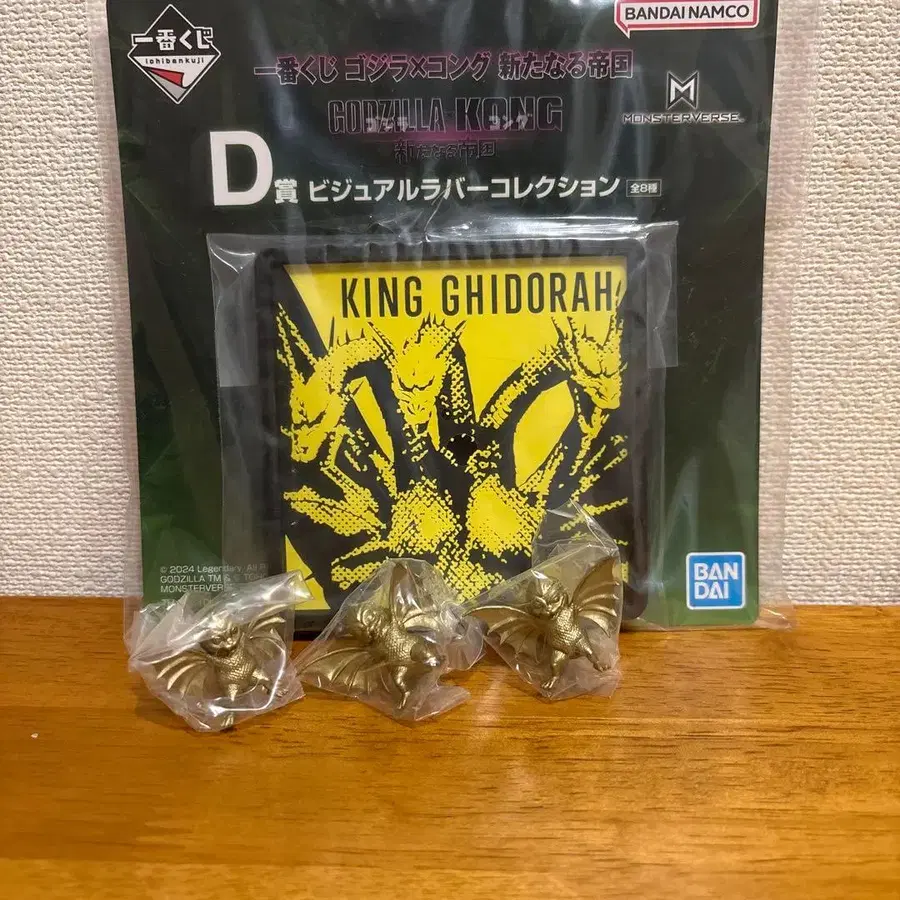 一番くじ
ichibankuji
BANDAI NAMCO
一番くじ ゴジラ×コング 新たなる帝国
GODZILLA KONG
ゴジラ コング
新たなる帝国
MONSTERVERSE
D賞 ビジュアルラバーコレクション 全8種
KING GHIDORAH
© 2024 Legendary. All
GODZILLA TM & ©
MONSTERVERSE
BAN
DAI